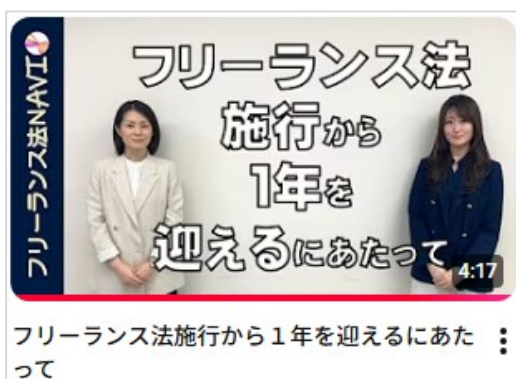 フリーランス法NAVI
フリーランス法
施行から
1年を
迎えるにあたって
4:17
フリーランス法施行から１年を迎えるにあた
って